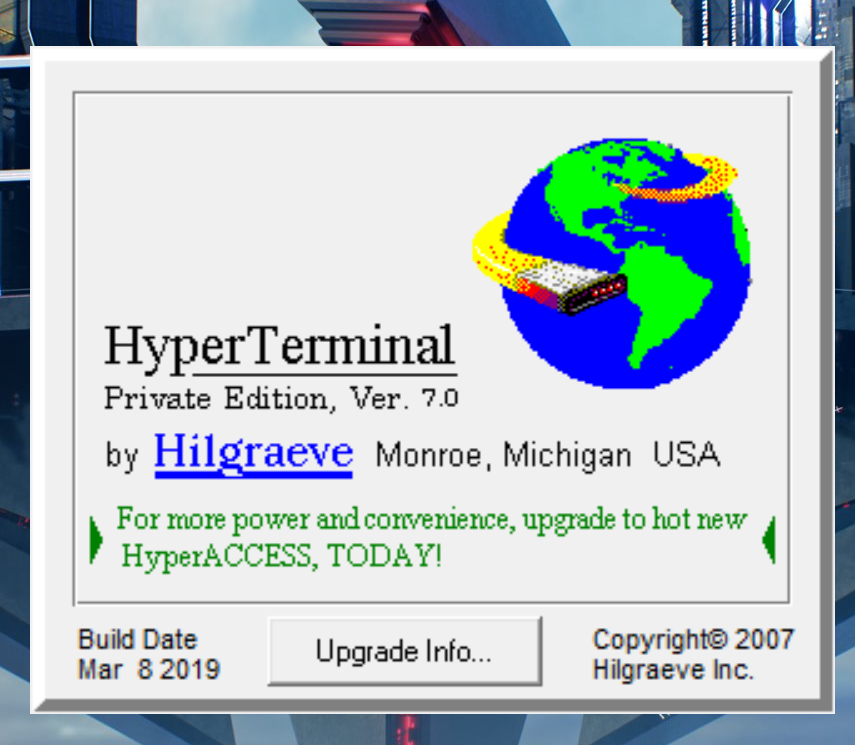 HyperTerminal
Private Edition, Ver. 7.0
by Hilgraeve Monroe, Michigan USA
For more power and convenience, upgrade to hot new
HyperACCESS, TODAY!
Build Date
Mar 8 2019
Upgrade Info...
Copyright© 2007
Hilgraeve Inc.